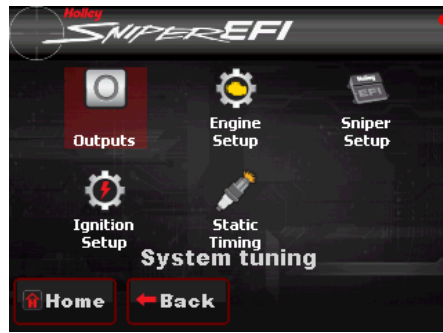 Holley
SNIPER EFI
Outputs
Engine
Setup
Holley
EFI
Sniper
Setup
Ignition
Setup
Static
Timing
System tuning
Home
Back